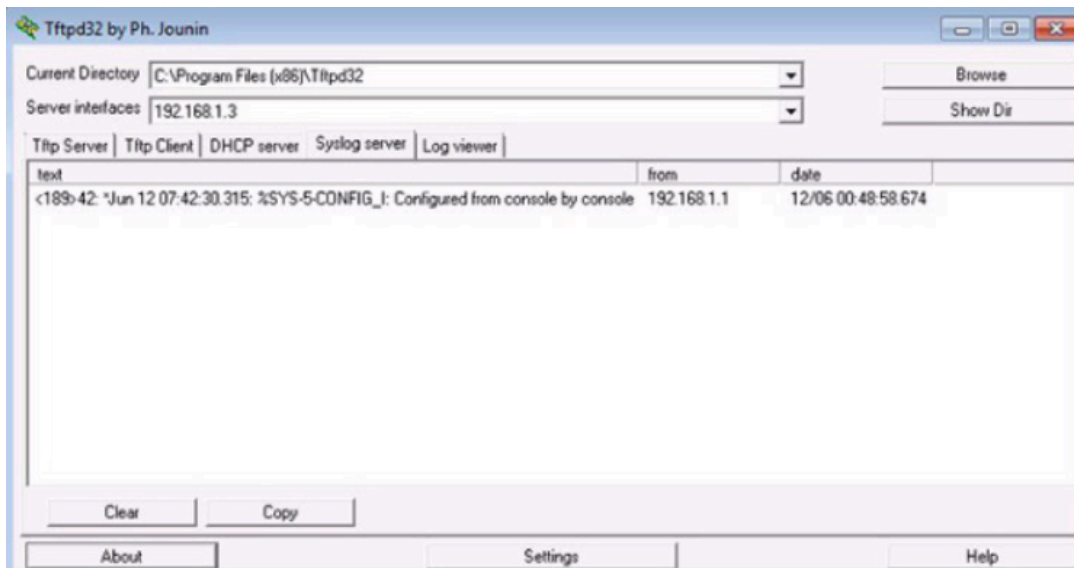 Tftpd32 by Ph. Jounin
Current Directory C:\Program Files (x86)\Tftpd32 Browse
Server interfaces 192.168.1.3 Show Dir
Tftp Server Tftp Client DHCP server Syslog server Log viewer
text from date
<189>42: *Jun 12 07:42:30.315: %SYS-5-CONFIG_I: Configured from console by console 192.168.1.1 12/06 00:48:58.674
Clear Copy
About Settings Help